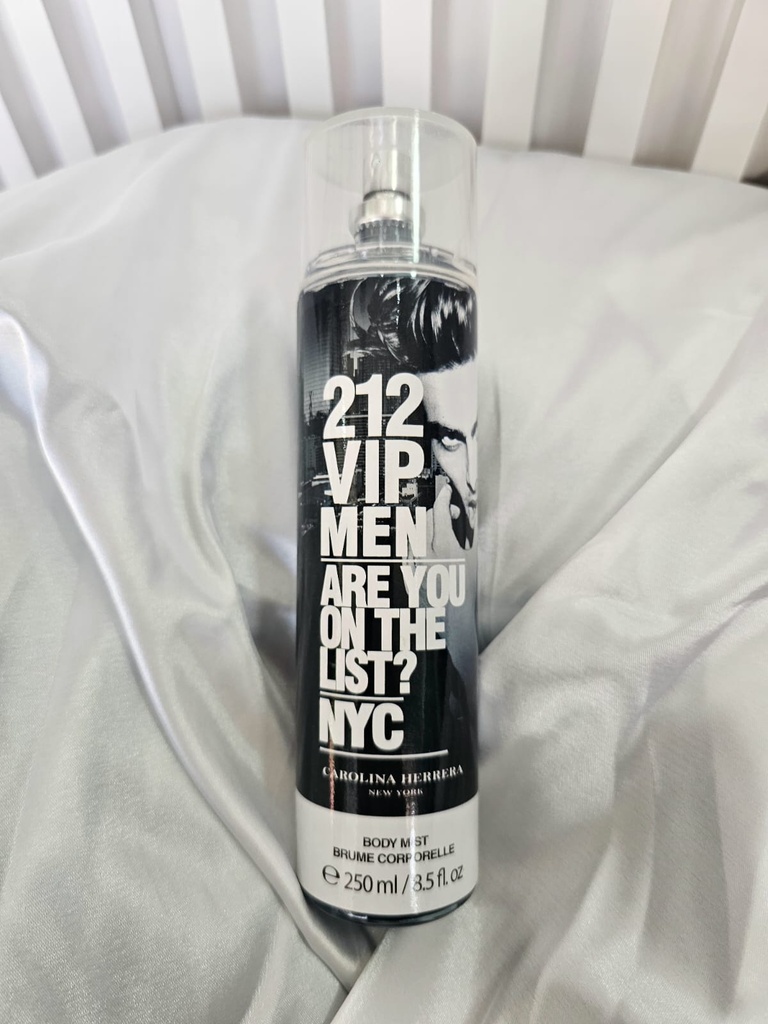 212
VIP
MEN
ARE YOU
ON THE
LIST?
NYC
CAROLINA HERRERA
NEW YORK
BODY MIST
BRUME CORPORELLE
℮ 250 ml / 8.5 fl. oz